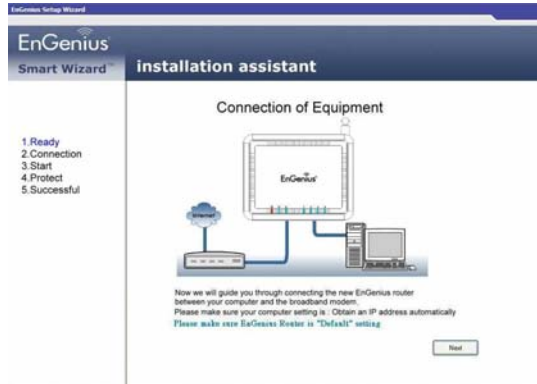 EnGenius Setup Wizard
EnGenius
Smart Wizard™
installation assistant
Connection of Equipment
1.Ready
2.Connection
3.Start
4.Protect
5.Successful
EnGenius
Internet
Now we will guide you through connecting the new EnGenius router
between your computer and the broadband modem.
Please make sure your computer setting is : Obtain an IP address automatically
Please make sure EnGenius Router is "Default" setting
Next